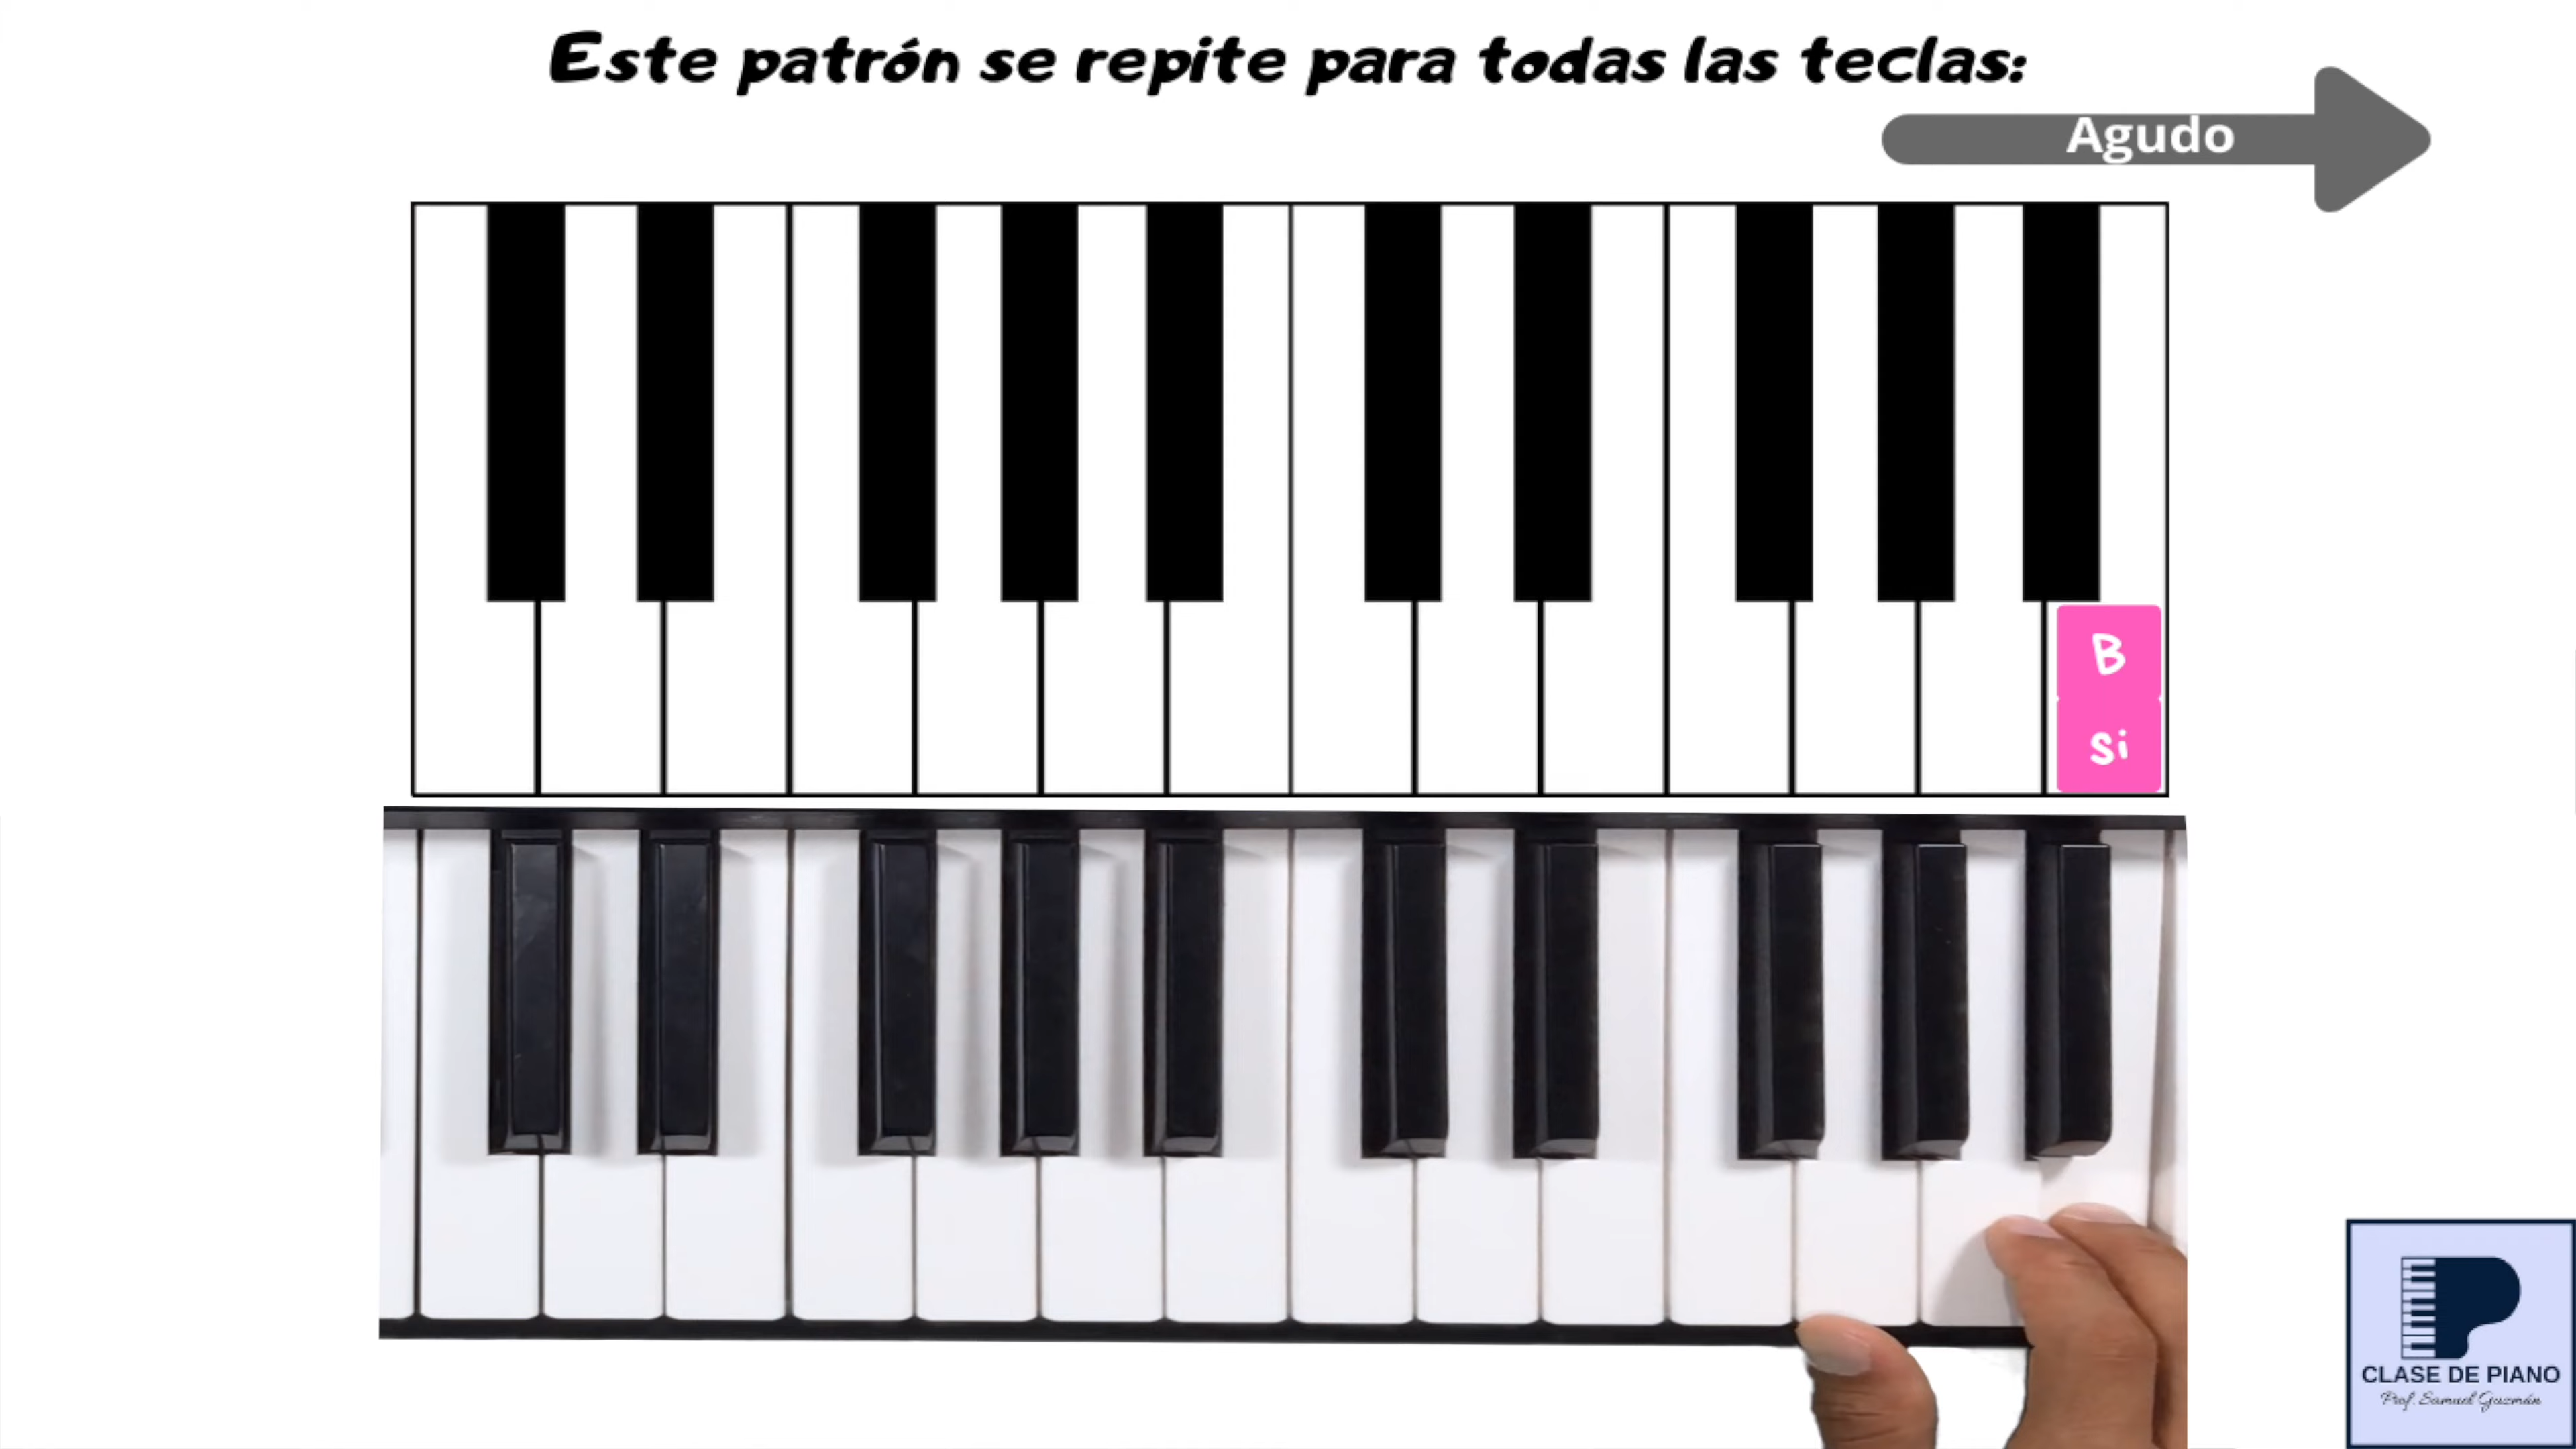 Este patrón se repite para todas las teclas:
Agudo
B
Si
CLASE DE PIANO
Prof. Samuel Guzmán